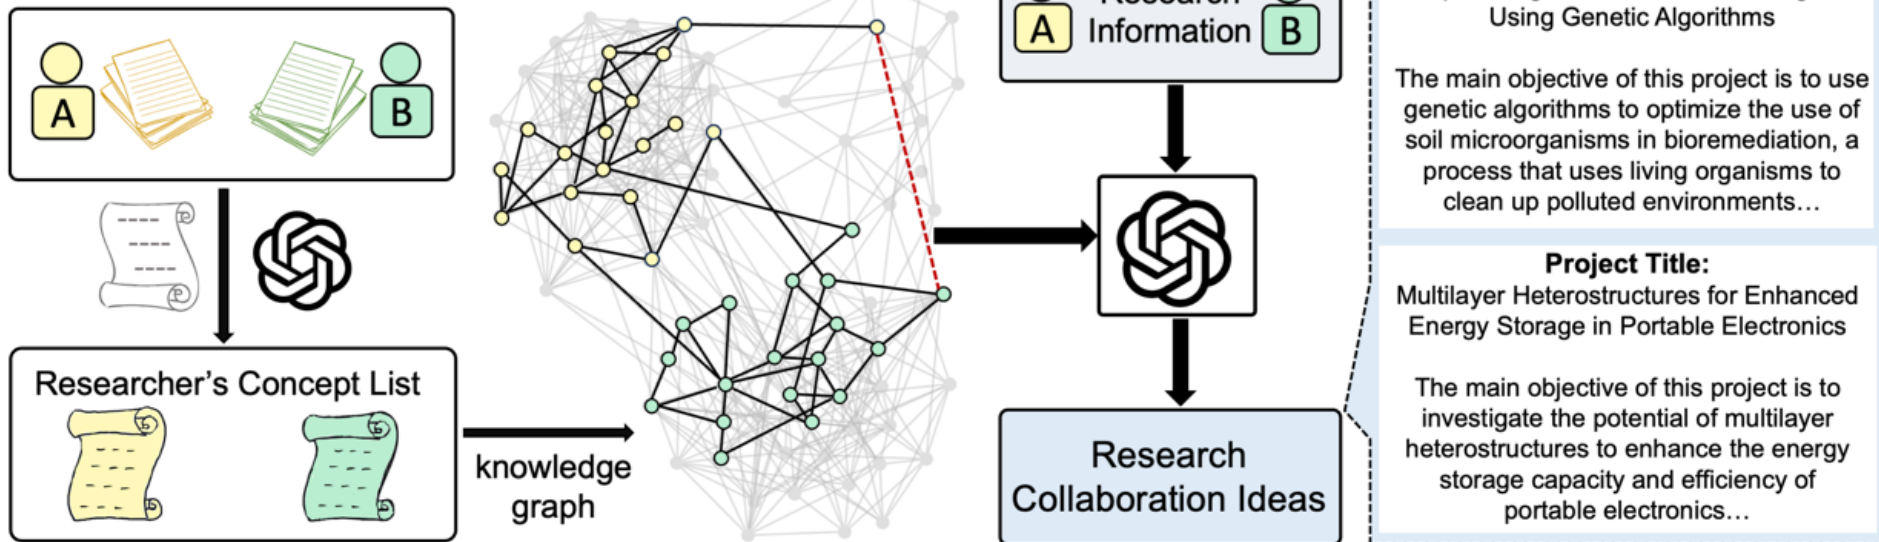 A
B
Researcher's Concept List
knowledge
graph
Research
A Information B
Research
Collaboration Ideas
Using Genetic Algorithms
The main objective of this project is to use
genetic algorithms to optimize the use of
soil microorganisms in bioremediation, a
process that uses living organisms to
clean up polluted environments…
Project Title:
Multilayer Heterostructures for Enhanced
Energy Storage in Portable Electronics
The main objective of this project is to
investigate the potential of multilayer
heterostructures to enhance the energy
storage capacity and efficiency of
portable electronics…